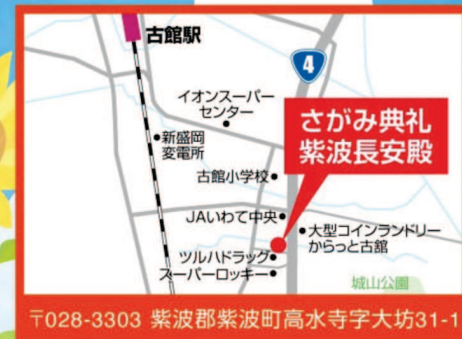 古館駅
4
イオンスーパー
センター
新盛岡
変電所
さがみ典礼
紫波長安殿
古館小学校
JAいわて中央
大型コインランドリー
からっと古館
ツルハドラッグ
スーパーロッキー
城山公園
〒028-3303 紫波郡紫波町高水寺字大坊31-1